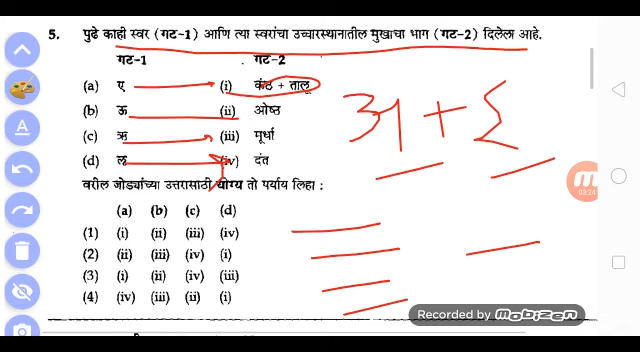 5. पुढे काही स्वर (गट-1) आणि त्या स्वरांचा उच्चारस्थानातील मुखाचा भाग (गट-2) दिलेला आहे.
गट-1 गट-2
(a) ए (i) कंठ + तालू
(b) ऊ (ii) ओष्ठ
(c) ऋ (iii) मूर्धा
(d) लृ (iv) दंत
अ + इ
वरील जोड्यांच्या उत्तरासाठी योग्य तो पर्याय लिहा :
(a) (b) (c) (d)
(1) (i) (ii) (iii) (iv)
(2) (ii) (iii) (iv) (i)
(3) (i) (ii) (iv) (iii)
(4) (iv) (iii) (ii) (i)
03:24
Recorded by Mobizen